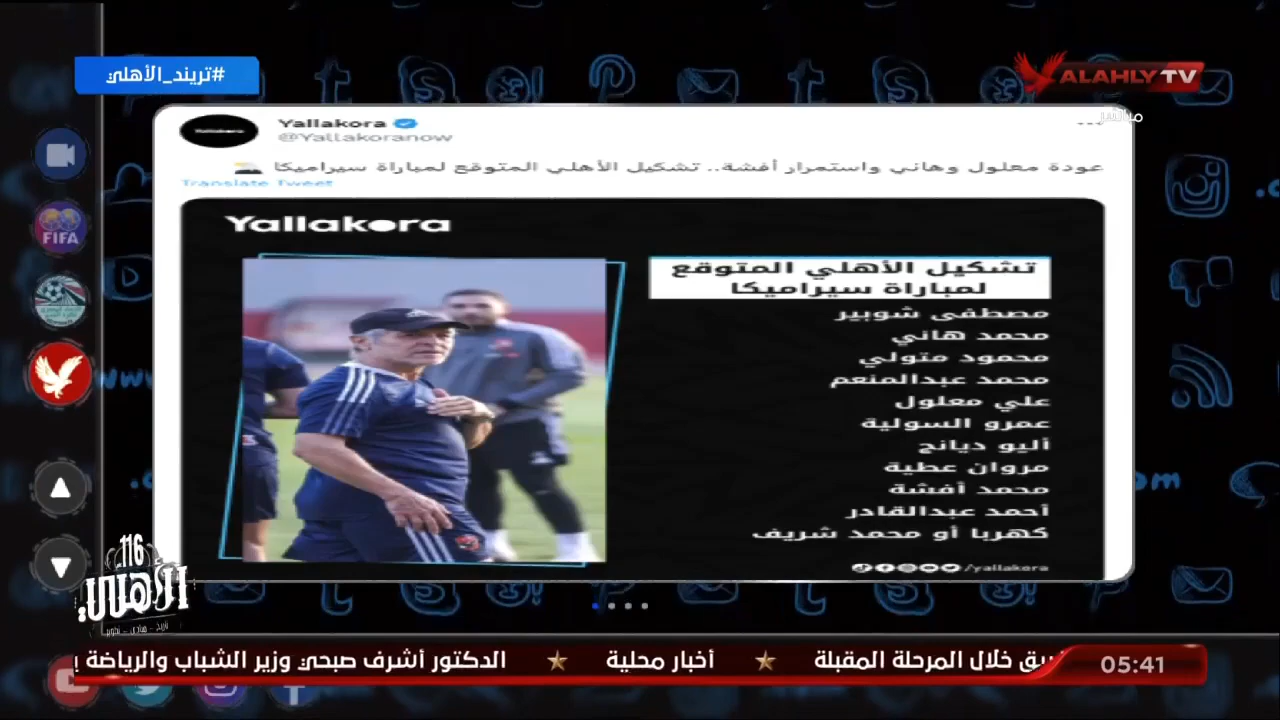 #تريند_الأهلي
ALAHLY TV
مباشر
Yallakora
@Yallakoranow
عودة معلول وهاني واستمرار أفشة.. تشكيل الأهلي المتوقع لمباراة سيراميكا
Translate Tweet
Yallakora
تشكيل الأهلي المتوقع
لمباراة سيراميكا
مصطفى شوبير
محمد هاني
محمود متولي
محمد عبدالمنعم
علي معلول
عمرو السولية
أليو ديانج
مروان عطية
محمد أفشة
أحمد عبدالقادر
كهربا أو محمد شريف
/yallakora
FIFA
116
الأهلي
يق خلال المرحلة المقبلة ★ أخبار محلية ★ الدكتور أشرف صبحي وزير الشباب والرياضة
05:41